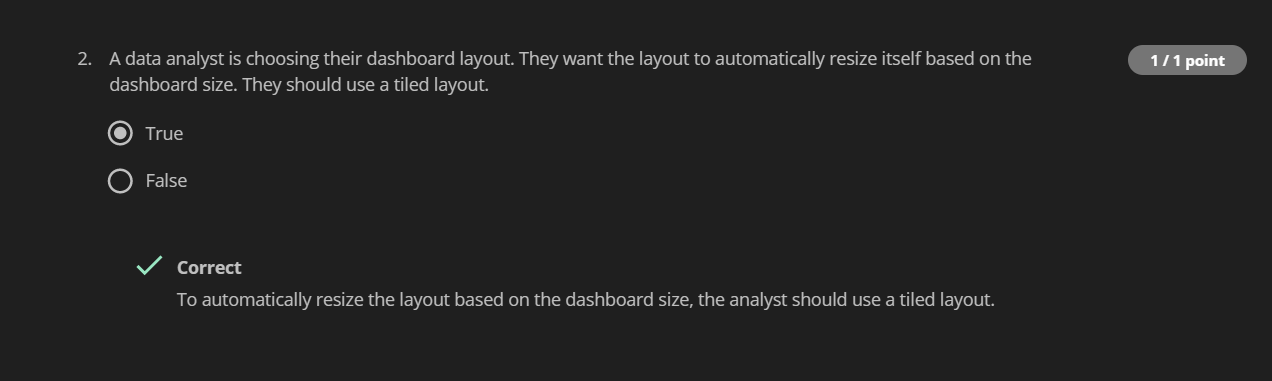 2. A data analyst is choosing their dashboard layout. They want the layout to automatically resize itself based on the
dashboard size. They should use a tiled layout.
1 / 1 point
True
False
Correct
To automatically resize the layout based on the dashboard size, the analyst should use a tiled layout.